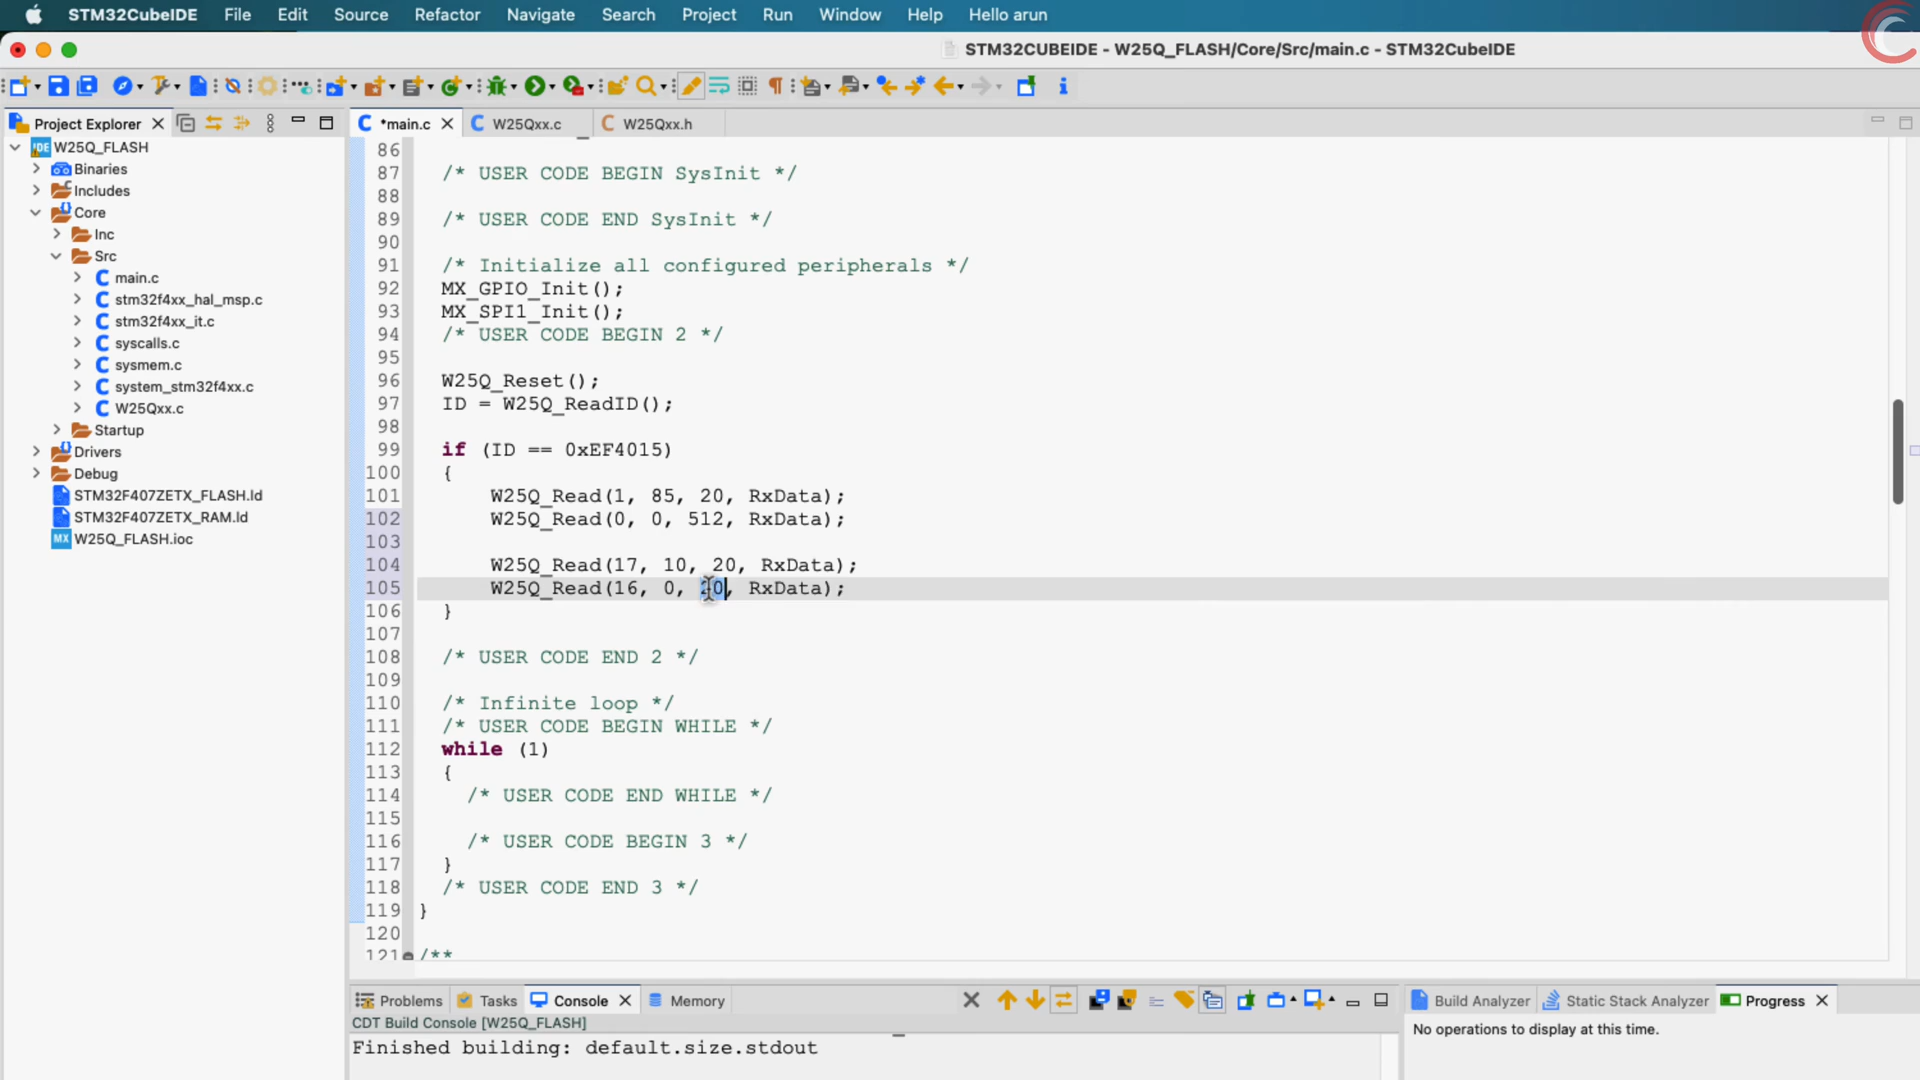 STM32CubeIDE File Edit Source Refactor Navigate Search Project Run Window Help Hello arun
STM32CUBEIDE - W25Q_FLASH/Core/Src/main.c - STM32CubeIDE
Project Explorer
W25Q_FLASH
Binaries
Includes
Core
Inc
Src
main.c
stm32f4xx_hal_msp.c
stm32f4xx_it.c
syscalls.c
sysmem.c
system_stm32f4xx.c
W25Qxx.c
Startup
Drivers
Debug
STM32F407ZETX_FLASH.ld
STM32F407ZETX_RAM.ld
W25Q_FLASH.ioc
*main.c W25Qxx.c W25Qxx.h
86
87 /* USER CODE BEGIN SysInit */
88
89 /* USER CODE END SysInit */
90
91 /* Initialize all configured peripherals */
92 MX_GPIO_Init();
93 MX_SPI1_Init();
94 /* USER CODE BEGIN 2 */
95
96 W25Q_Reset();
97 ID = W25Q_ReadID();
98
99 if (ID == 0xEF4015)
100 {
101 W25Q_Read(1, 85, 20, RxData);
102 W25Q_Read(0, 0, 512, RxData);
103
104 W25Q_Read(17, 10, 20, RxData);
105 W25Q_Read(16, 0, 20, RxData);
106 }
107
108 /* USER CODE END 2 */
109
110 /* Infinite loop */
111 /* USER CODE BEGIN WHILE */
112 while (1)
113 {
114 /* USER CODE END WHILE */
115
116 /* USER CODE BEGIN 3 */
117 }
118 /* USER CODE END 3 */
119 }
120
121 /**
Problems Tasks Console Memory
CDT Build Console [W25Q_FLASH]
Finished building: default.size.stdout
Build Analyzer Static Stack Analyzer Progress
No operations to display at this time.